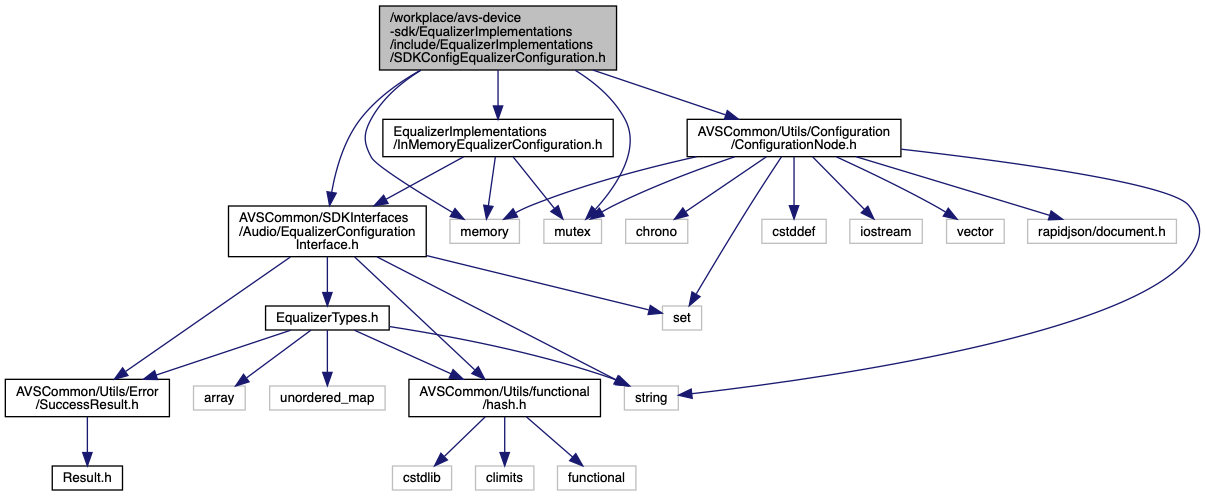 /workplace/avs-device
-sdk/EqualizerImplementations
/include/EqualizerImplementations
/SDKConfigEqualizerConfiguration.h
EqualizerImplementations
/InMemoryEqualizerConfiguration.h
AVSCommon/Utils/Configuration
/ConfigurationNode.h
AVSCommon/SDKInterfaces
/Audio/EqualizerConfiguration
Interface.h
memory
mutex
chrono
cstddef
iostream
vector
rapidjson/document.h
EqualizerTypes.h
set
AVSCommon/Utils/Error
/SuccessResult.h
array
unordered_map
AVSCommon/Utils/functional
/hash.h
string
Result.h
cstdlib
climits
functional